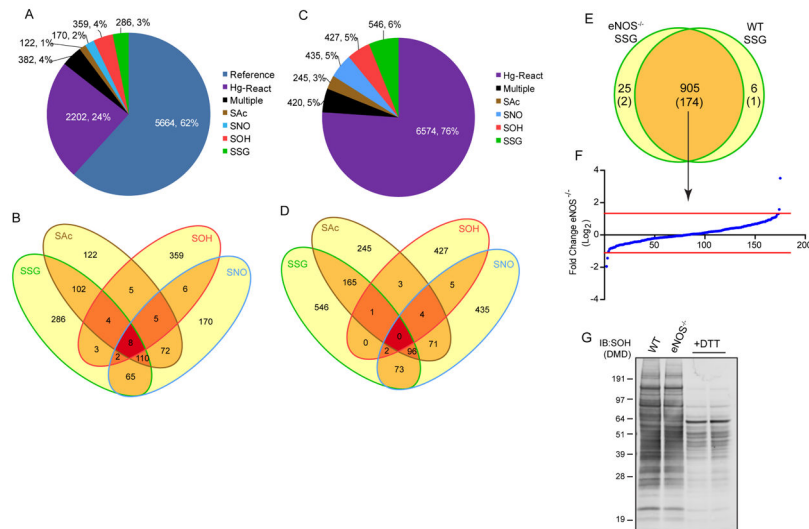 A
359, 4%
286, 3%
170, 2%
122, 1%
382, 4%
2202, 24%
5664, 62%
Reference
Hg-React
Multiple
SAc
SNO
SOH
SSG
B
SAc
SOH
SSG
SNO
122
359
102
5
6
286
4
5
170
8
3
2
110
72
65
C
546, 6%
427, 5%
435, 5%
245, 3%
420, 5%
6574, 76%
Hg-React
Multiple
SAc
SNO
SOH
SSG
D
SAc
SOH
SSG
SNO
245
427
165
3
5
546
1
4
435
0
0
2
96
71
73
E
eNOS-/-
SSG
WT
SSG
25
(2)
905
(174)
6
(1)
F
Fold Change eNOS -/-
(Log2)
4
2
0
-2
-4
50
100
150
200
G
IB:SOH
(DMD)
WT
eNOS-/-
+DTT
191
97
64
51
39
28
19